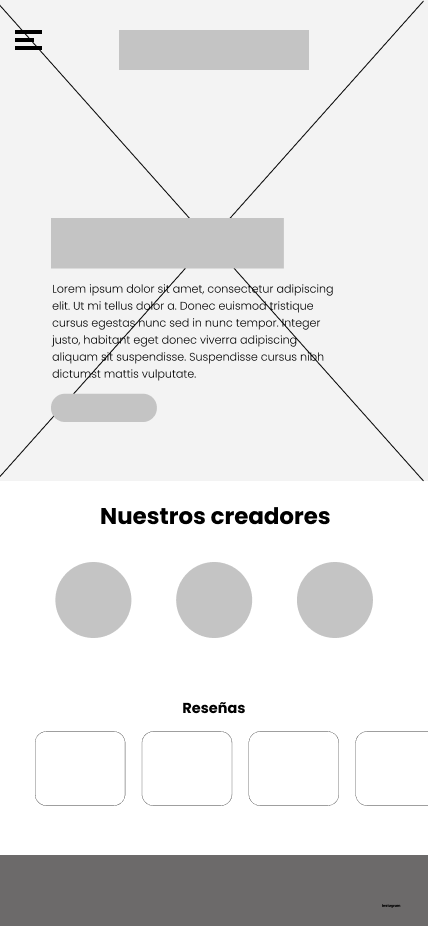 Lorem ipsum dolor sit amet, consectetur adipiscing
elit. Ut mi tellus dolor a. Donec euismod tristique
cursus egestas nunc sed in nunc tempor. Integer
justo, habitant eget donec viverra adipiscing
aliquam sit suspendisse. Suspendisse cursus nibh
dictumst mattis vulputate.
Nuestros creadores
Reseñas
Instagram